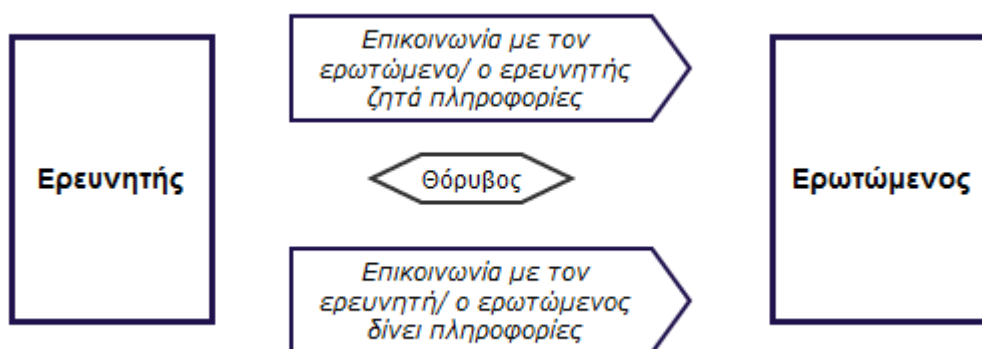 Επικοινωνία με τον
ερωτώμενο/ ο ερευνητής
ζητά πληροφορίες
Ερευνητής
Θόρυβος
Ερωτώμενος
Επικοινωνία με τον
ερευνητή/ ο ερωτώμενος
δίνει πληροφορίες